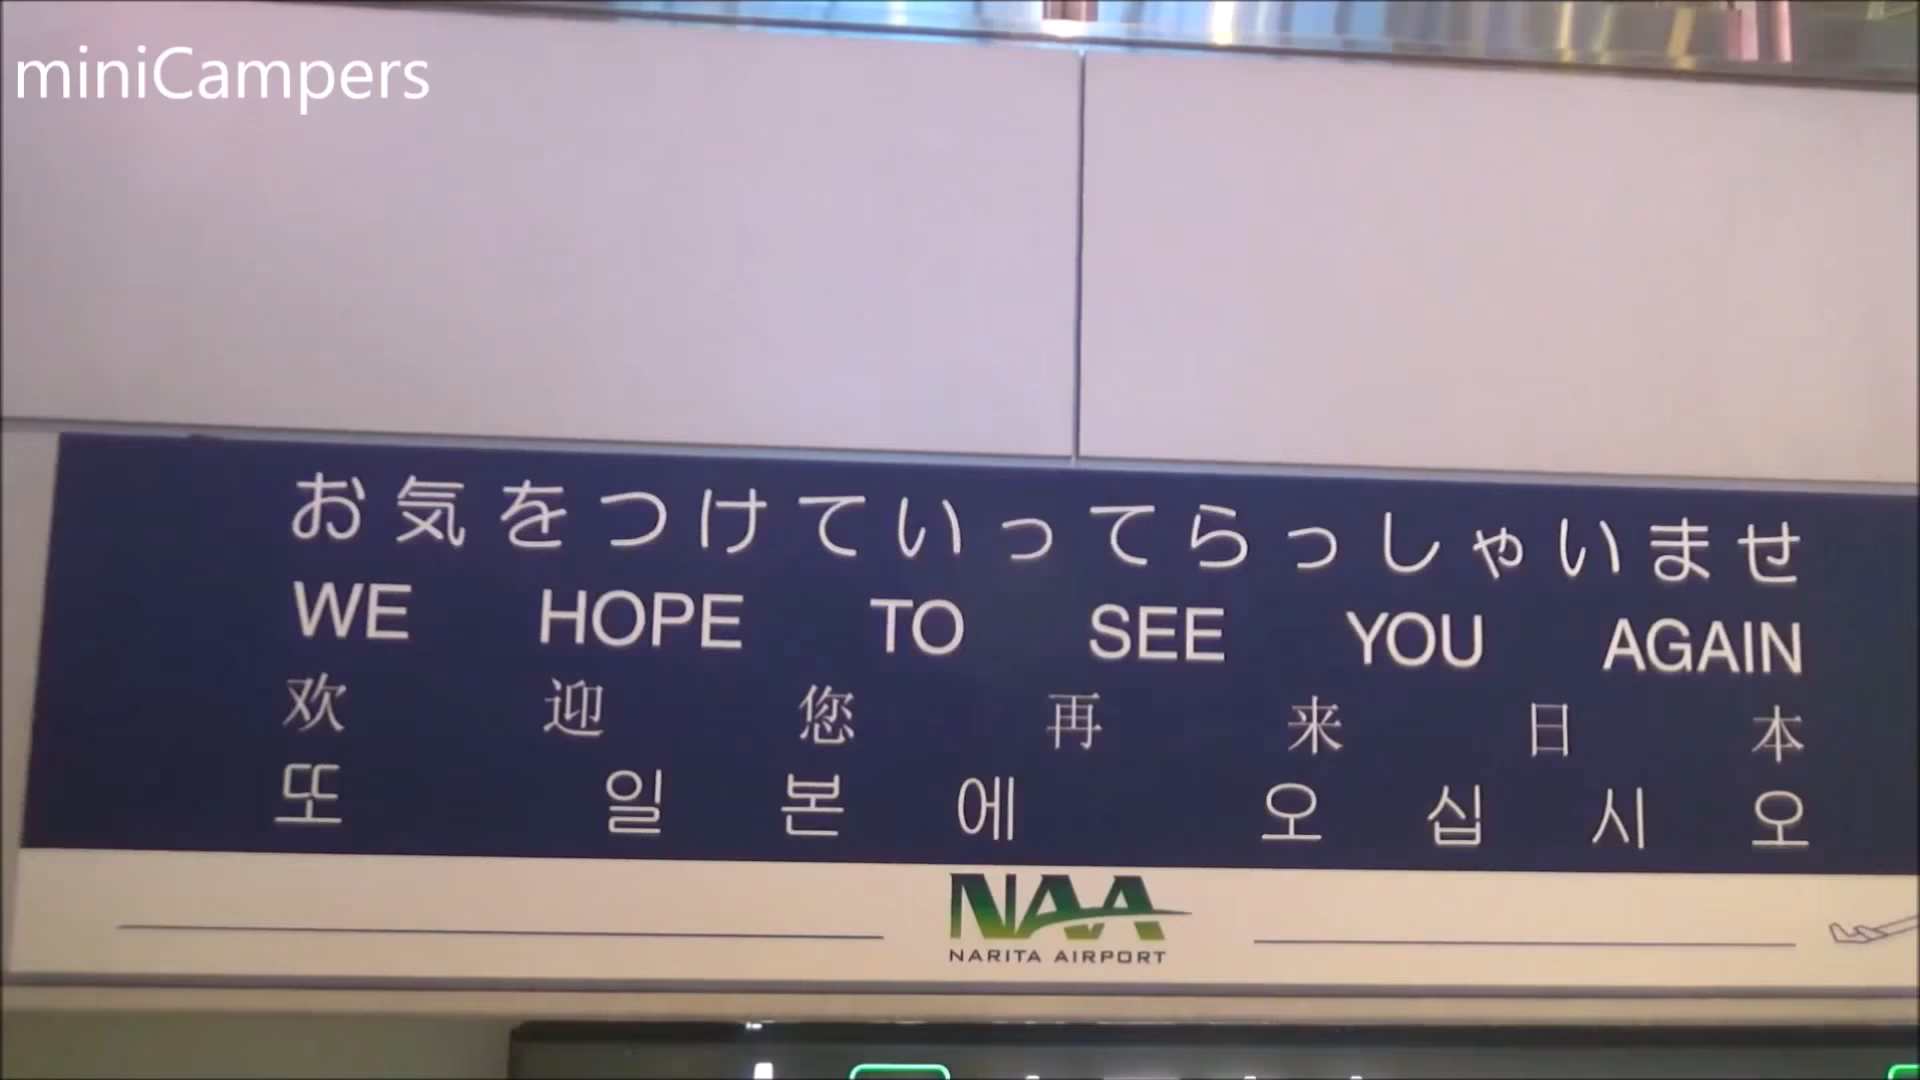 miniCampers
お気をつけていってらっしゃいませ
WE HOPE TO SEE YOU AGAIN
欢迎您再来日本
또 일본에 오십시오
NAA
NARITA AIRPORT